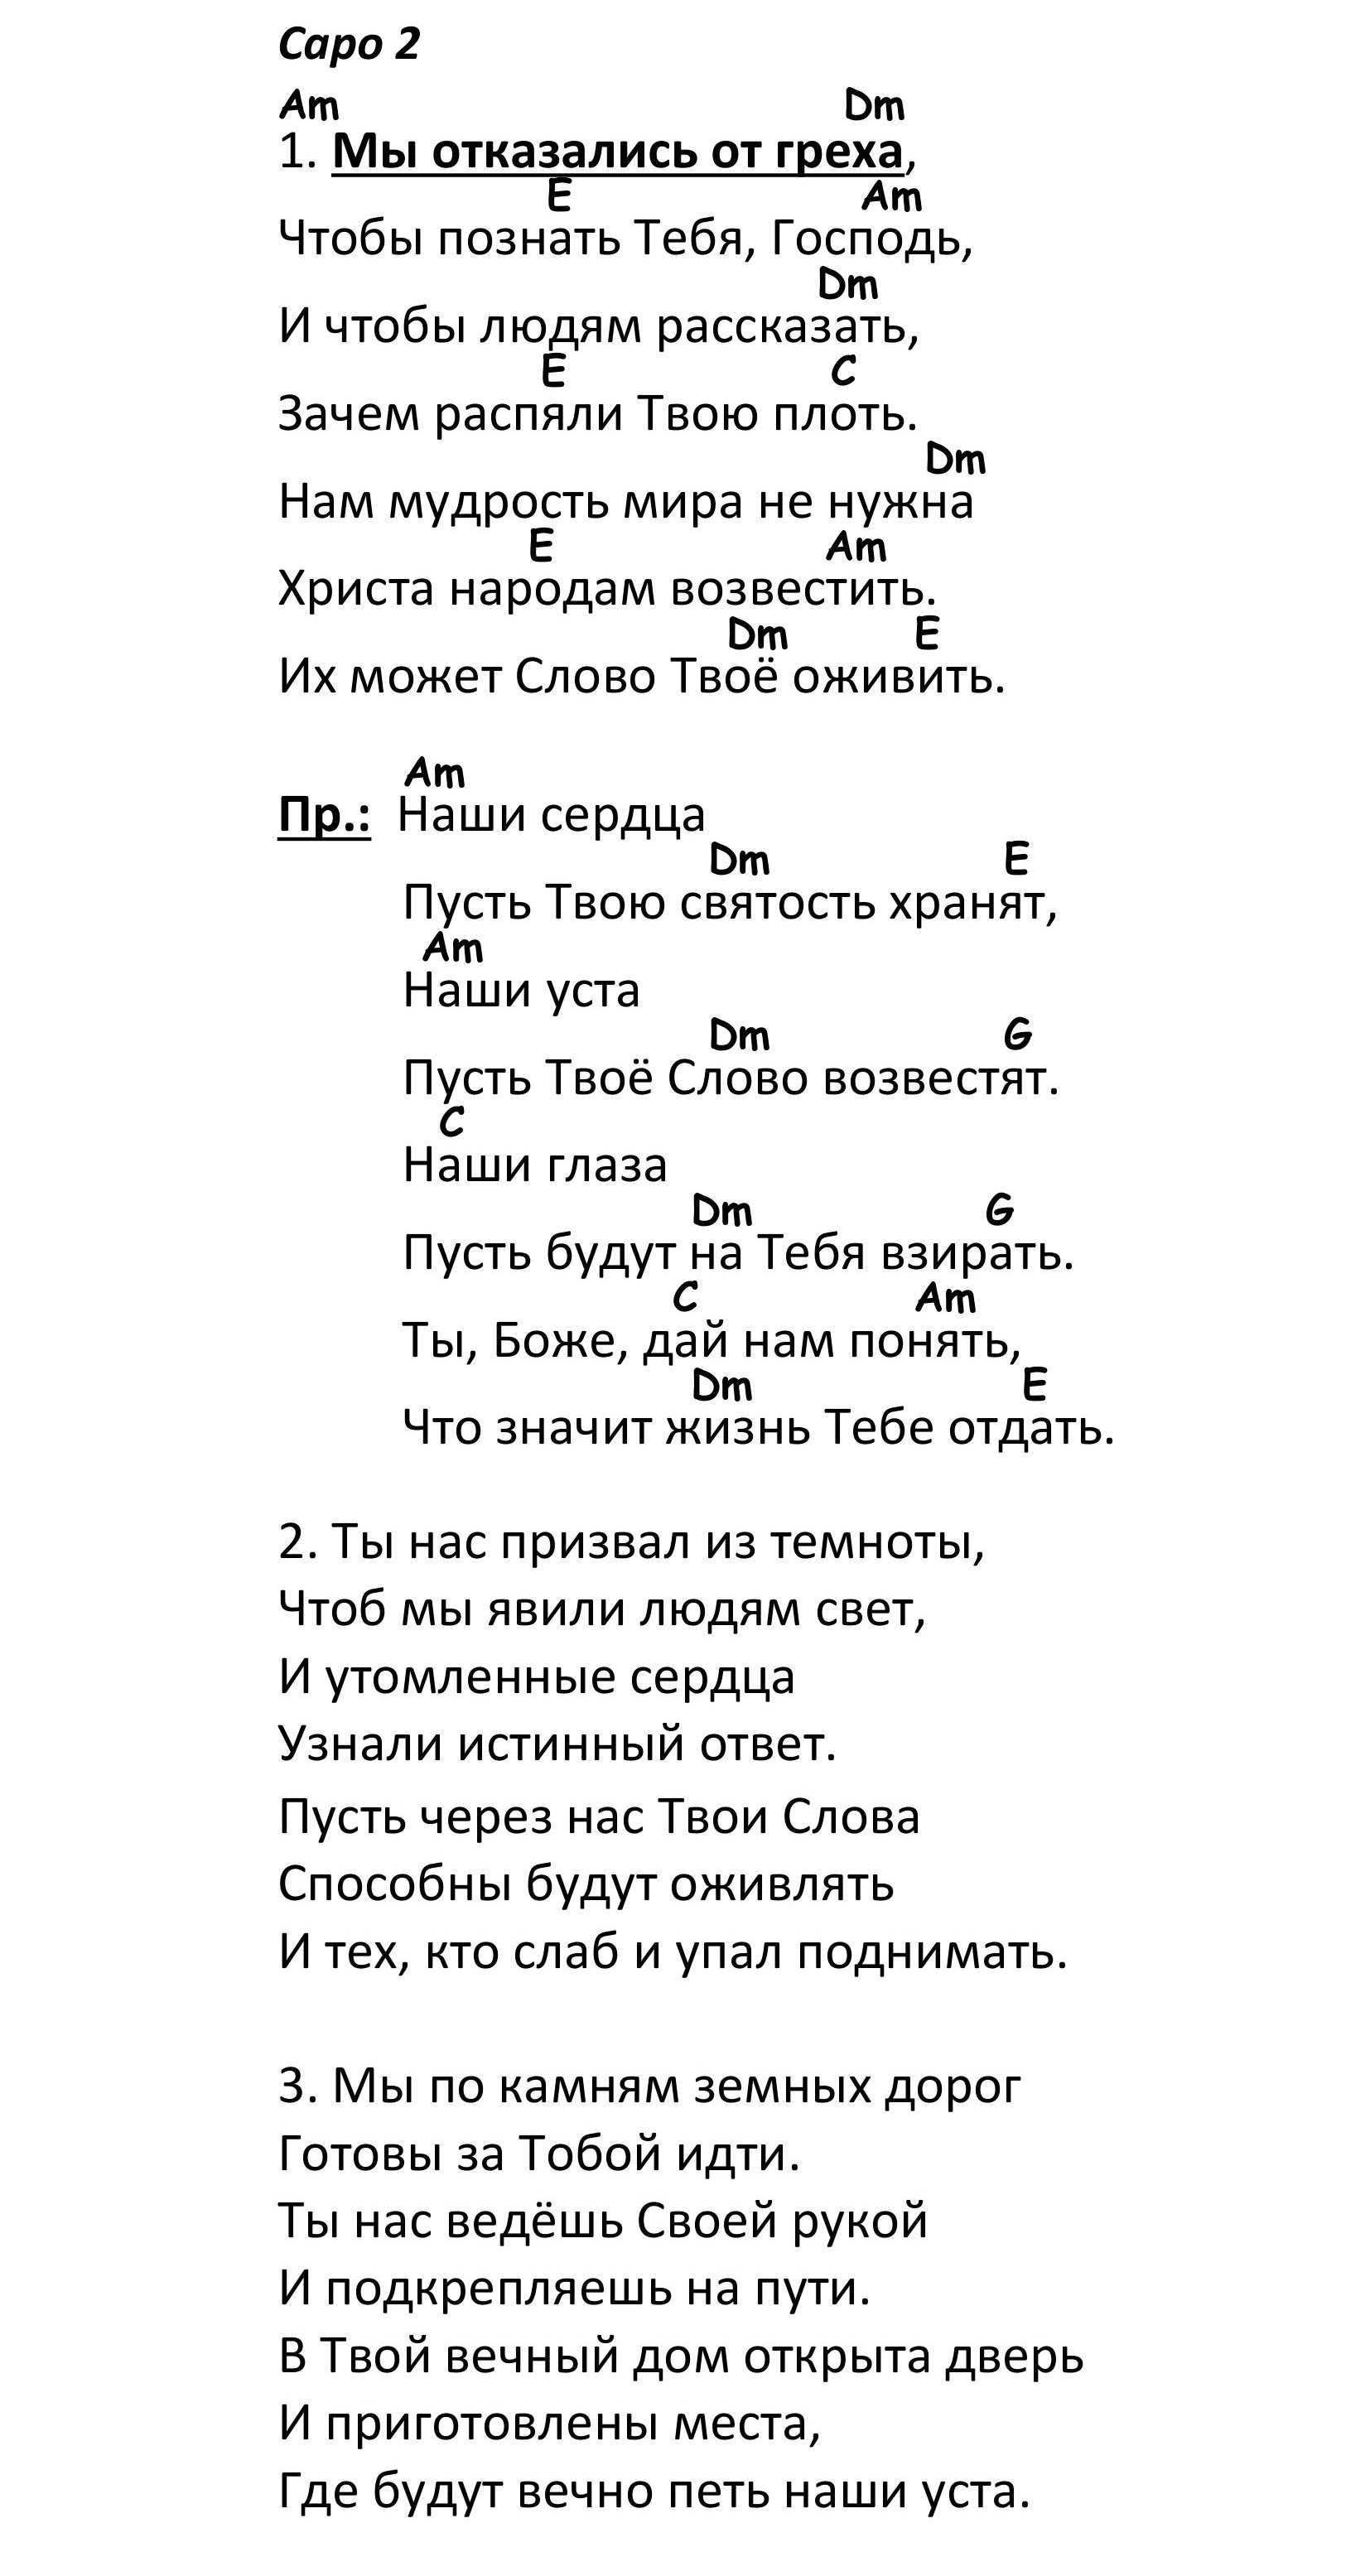 Capo 2
Am Dm
1. Мы отказались от греха,
E Am
Чтобы познать Тебя, Господь,
Dm
И чтобы людям рассказать,
E C
Зачем распяли Твою плоть.
Dm
Нам мудрость мира не нужна
E Am
Христа народам возвестить.
Dm E
Их может Слово Твоё оживить.
Am
Пр.: Наши сердца
Dm E
Пусть Твою святость хранят,
Am
Наши уста
Dm G
Пусть Твоё Слово возвестят.
C
Наши глаза
Dm G
Пусть будут на Тебя взирать.
C Am
Ты, Боже, дай нам понять,
Dm E
Что значит жизнь Тебе отдать.
2. Ты нас призвал из темноты,
Чтоб мы явили людям свет,
И утомленные сердца
Узнали истинный ответ.
Пусть через нас Твои Слова
Способны будут оживлять
И тех, кто слаб и упал поднимать.
3. Мы по камням земных дорог
Готовы за Тобой идти.
Ты нас ведёшь Своей рукой
И подкрепляешь на пути.
В Твой вечный дом открыта дверь
И приготовлены места,
Где будут вечно петь наши уста.